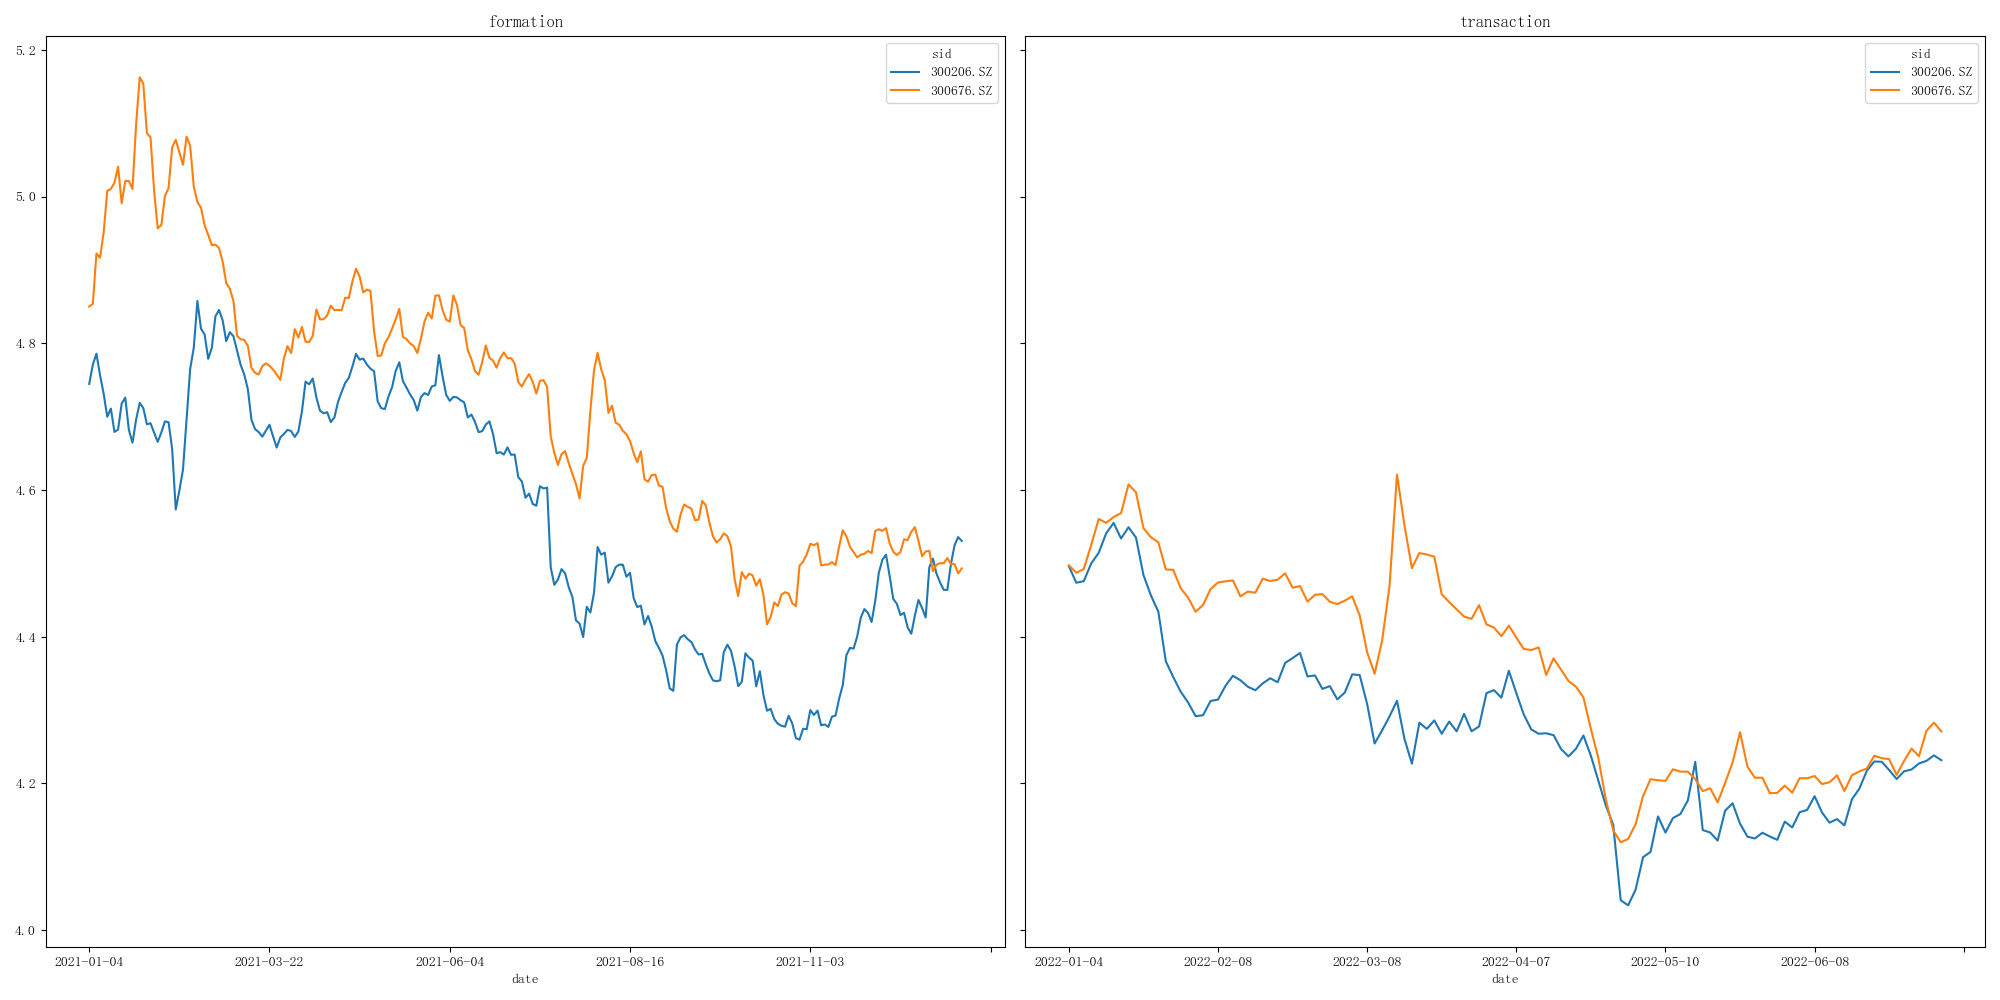 formation
5.2
5.0
4.8
4.6
4.4
4.2
4.0
sid
300206.SZ
300676.SZ
2021-01-04
2021-03-22
2021-06-04
2021-08-16
2021-11-03
date
transaction
sid
300206.SZ
300676.SZ
2022-01-04
2022-02-08
2022-03-08
2022-04-07
2022-05-10
2022-06-08
date